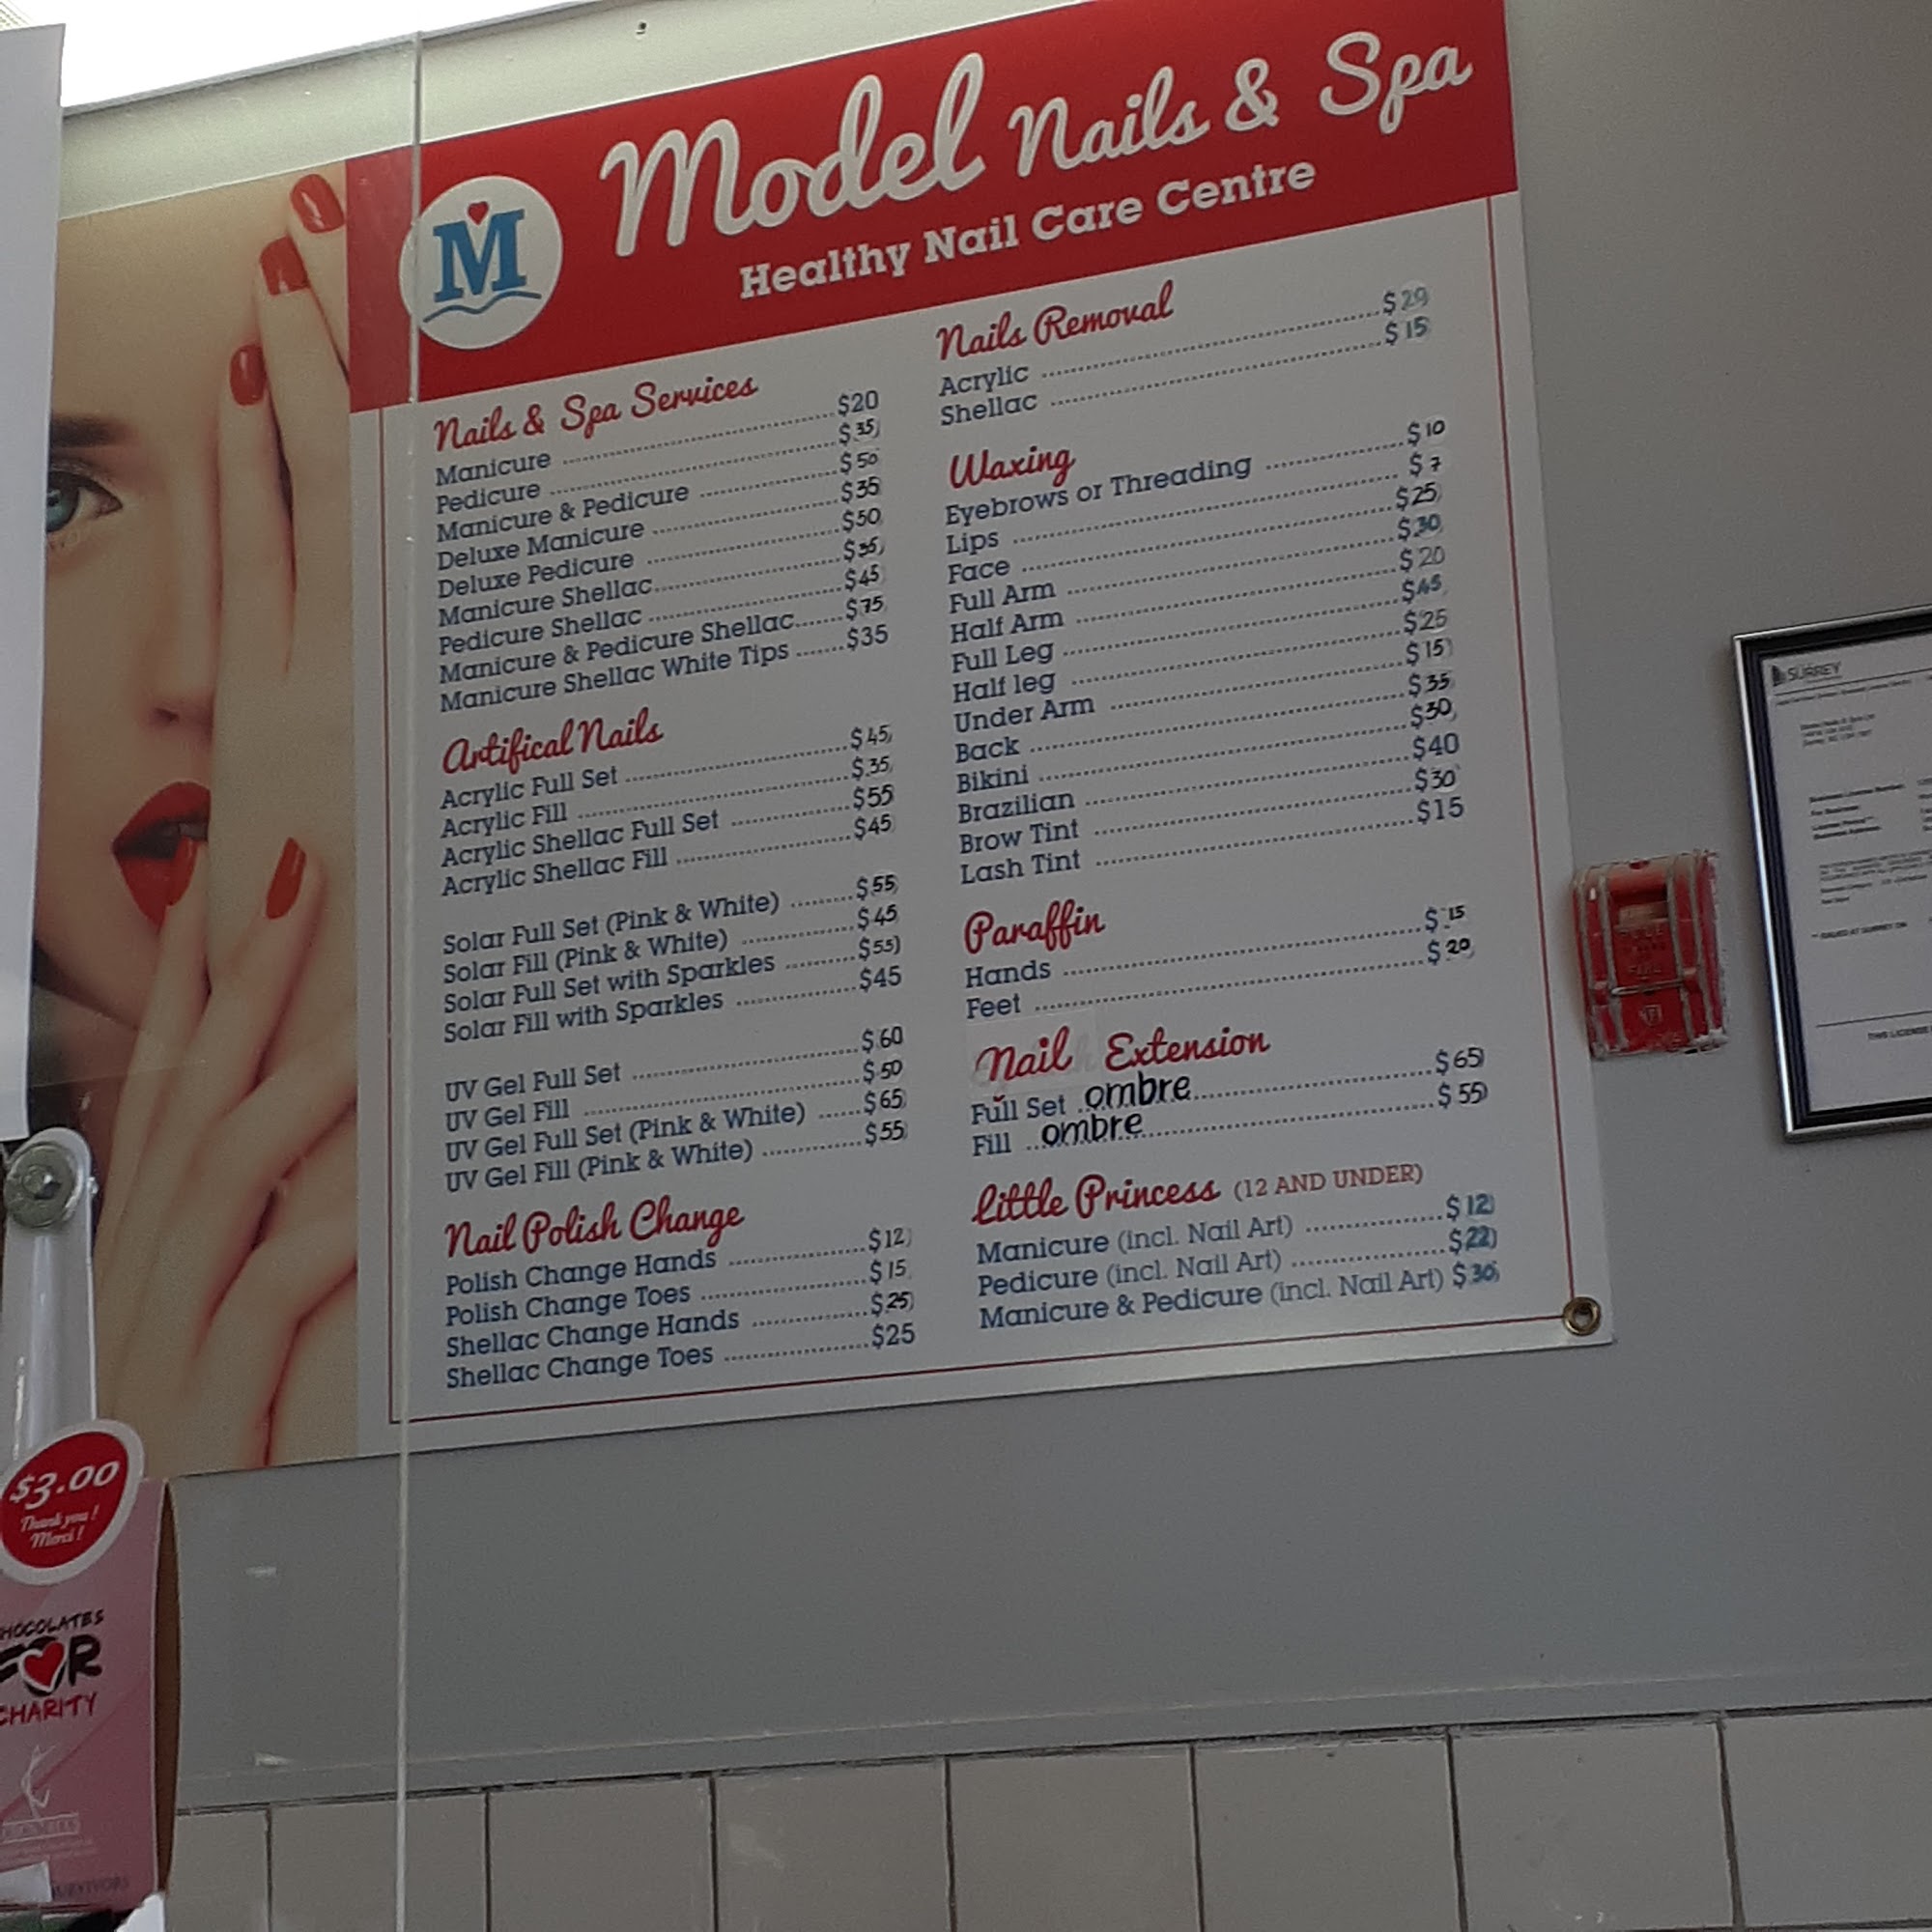 Model Nails & Spa
Healthy Nail Care Centre
M
Nails & Spa Services
Manicure ........ $20
Pedicure ........ $35
Manicure & Pedicure ........ $50
Deluxe Manicure ........ $35
Deluxe Pedicure ........ $50
Manicure Shellac ........ $35
Pedicure Shellac ........ $45
Manicure & Pedicure Shellac ........ $75
Manicure Shellac White Tips ........ $35
Artifical Nails
Acrylic Full Set ........ $45
Acrylic Fill ........ $35
Acrylic Shellac Full Set ........ $55
Acrylic Shellac Fill ........ $45
Solar Full Set (Pink & White) ........ $55
Solar Fill (Pink & White) ........ $45
Solar Full Set with Sparkles ........ $55
Solar Fill with Sparkles ........ $45
UV Gel Full Set ........ $60
UV Gel Fill ........ $50
UV Gel Full Set (Pink & White) ........ $65
UV Gel Fill (Pink & White) ........ $55
Nail Polish Change
Polish Change Hands ........ $12
Polish Change Toes ........ $15
Shellac Change Hands ........ $25
Shellac Change Toes ........ $25
Nails Removal
Acrylic ........ $29
Shellac ........ $15
Waxing
Eyebrows or Threading ........ $10
Lips ........ $7
Face ........ $25
Full Arm ........ $30
Half Arm ........ $20
Full Leg ........ $45
Half leg ........ $25
Under Arm ........ $15
Back ........ $35
Bikini ........ $30
Brazilian ........ $40
Brow Tint ........ $30
Lash Tint ........ $15
Paraffin
Hands ........ $15
Feet ........ $20
Nail Extension
Full Set ombre ........ $65
Fill ombre ........ $55
Little Princess (12 AND UNDER)
Manicure (incl. Nail Art) ........ $12
Pedicure (incl. Nail Art) ........ $22
Manicure & Pedicure (incl. Nail Art) $30
SURREY
THIS LICENSE
$3.00
Thank you!
Merci!
HOCOLATES
FOR
CHARITY